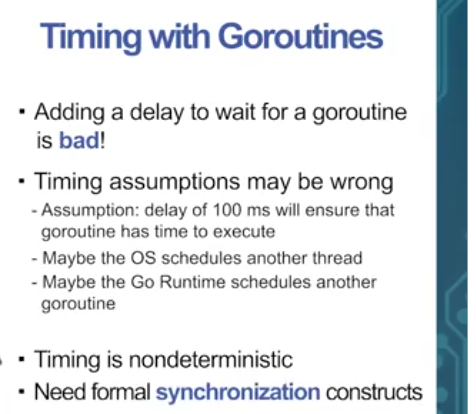 Timing with Goroutines
▪ Adding a delay to wait for a goroutine
is bad!
▪ Timing assumptions may be wrong
- Assumption: delay of 100 ms will ensure that
goroutine has time to execute
- Maybe the OS schedules another thread
- Maybe the Go Runtime schedules another
goroutine
▪ Timing is nondeterministic
▪ Need formal synchronization constructs